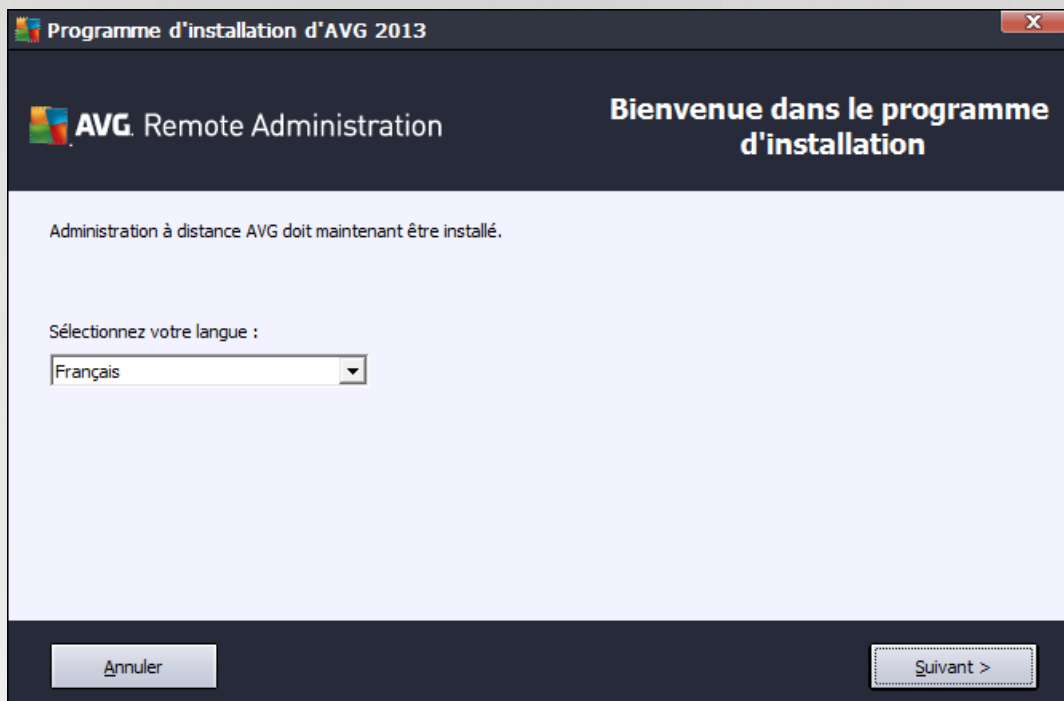 Programme d'installation d'AVG 2013
X
AVG. Remote Administration
Bienvenue dans le programme
d'installation
Administration à distance AVG doit maintenant être installé.
Sélectionnez votre langue :
Français
Annuler
Suivant >